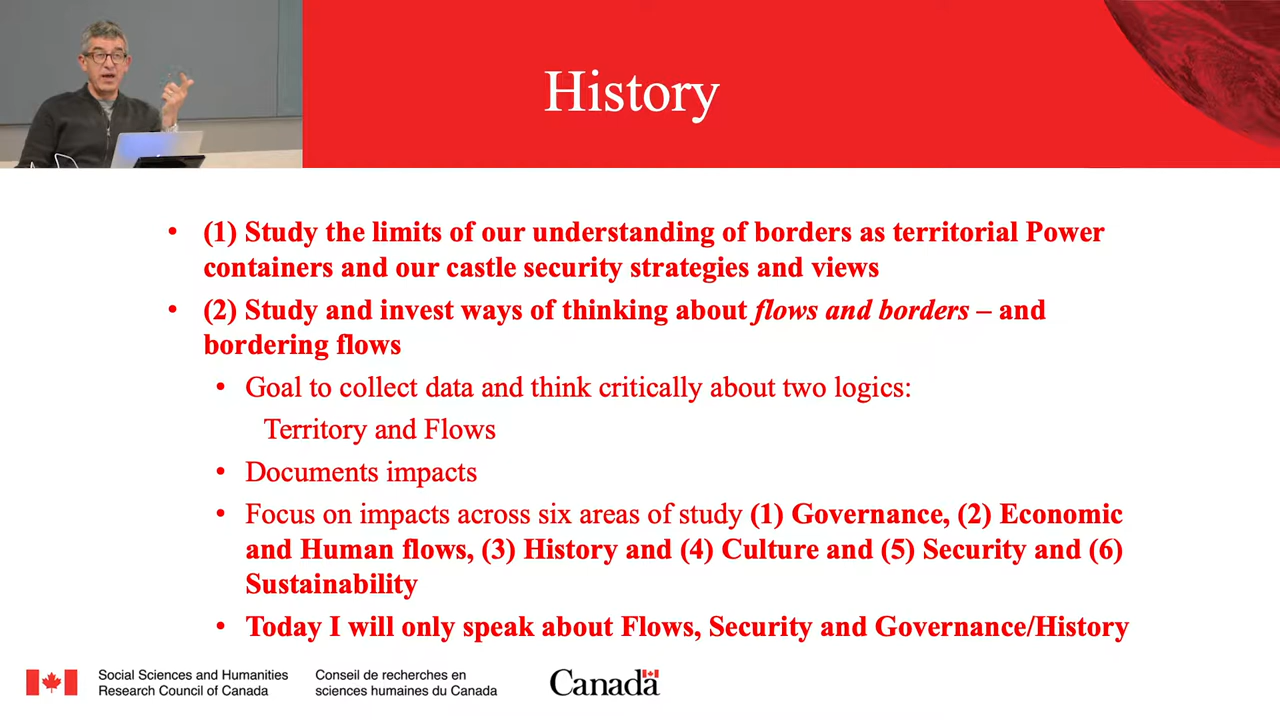 History
• (1) Study the limits of our understanding of borders as territorial Power
containers and our castle security strategies and views
• (2) Study and invest ways of thinking about flows and borders – and
bordering flows
• Goal to collect data and think critically about two logics:
Territory and Flows
• Documents impacts
• Focus on impacts across six areas of study (1) Governance, (2) Economic
and Human flows, (3) History and (4) Culture and (5) Security and (6)
Sustainability
• Today I will only speak about Flows, Security and Governance/History
Social Sciences and Humanities
Research Council of Canada
Conseil de recherches en
sciences humaines du Canada
Canada